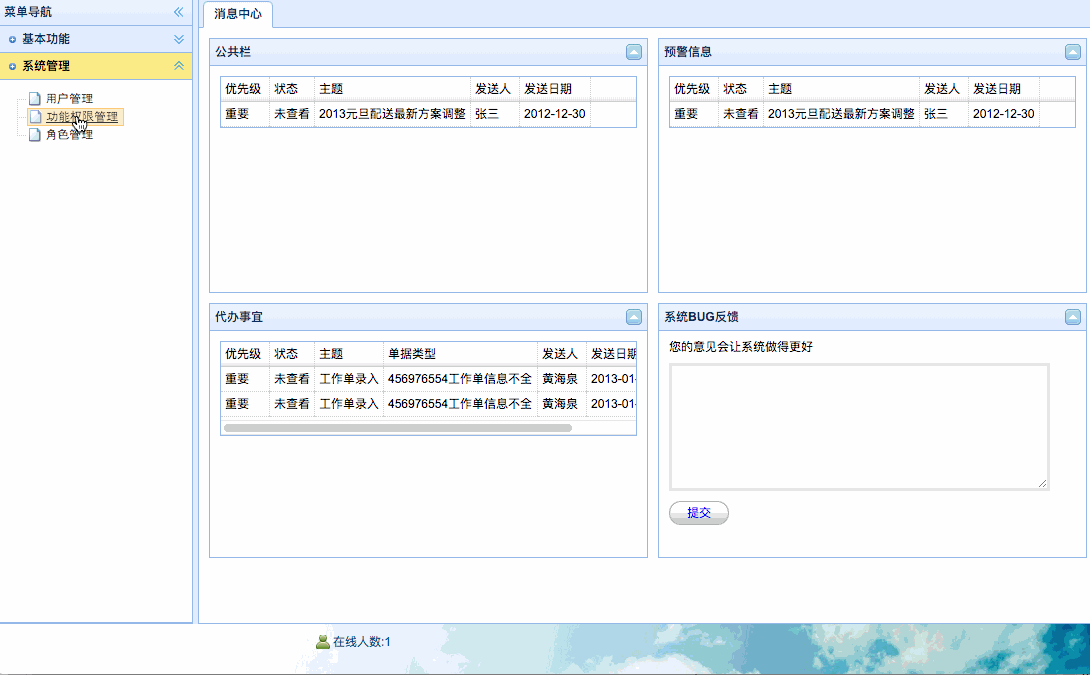 菜单导航
基本功能
系统管理
用户管理
功能权限管理
角色管理
消息中心
公共栏
优先级 状态 主题 发送人 发送日期
重要 未查看 2013元旦配送最新方案调整 张三 2012-12-30
预警信息
优先级 状态 主题 发送人 发送日期
重要 未查看 2013元旦配送最新方案调整 张三 2012-12-30
代办事宜
优先级 状态 主题 单据类型 发送人 发送日期
重要 未查看 工作单录入 456976554工作单信息不全 黄海泉 2013-01-
重要 未查看 工作单录入 456976554工作单信息不全 黄海泉 2013-01-
系统BUG反馈
您的意见会让系统做得更好
提交
在线人数:1